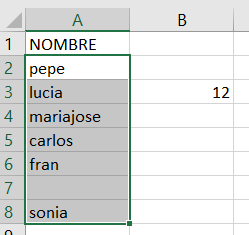 A B
1 NOMBRE
2 pepe
3 lucia 12
4 mariajose
5 carlos
6 fran
7
8 sonia